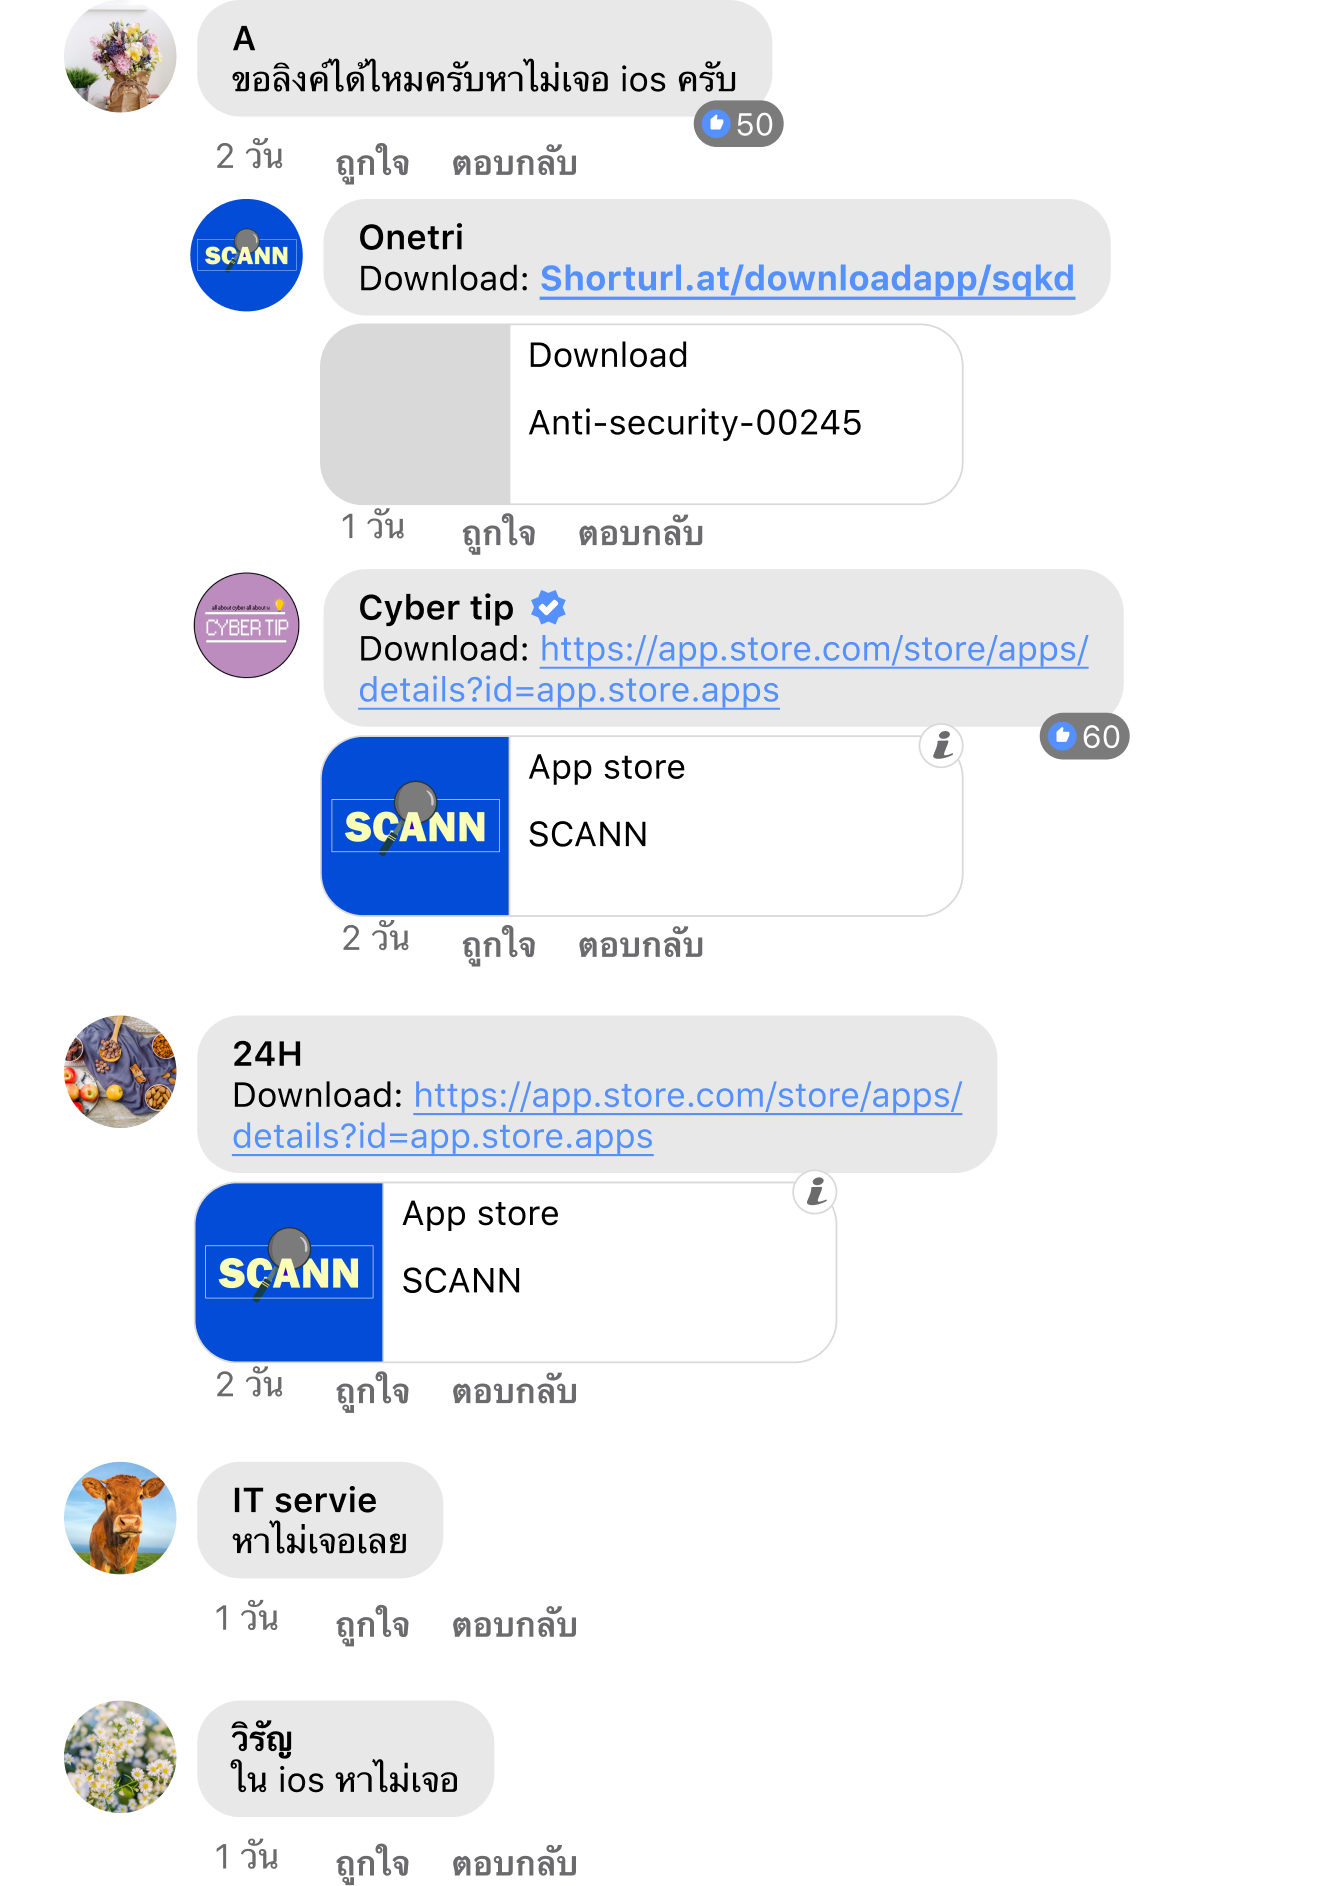 A
ขอลิงค์ได้ไหมครับหาไม่เจอ ios ครับ
50
2 วัน ถูกใจ ตอบกลับ
SCANN
Onetri
Download: Shorturl.at/downloadapp/sqkd
Download
Anti-security-00245
1 วัน ถูกใจ ตอบกลับ
CYBER TIP
Cyber tip
Download: https://app.store.com/store/apps/
details?id=app.store.apps
60
SCANN
App store
SCANN
2 วัน ถูกใจ ตอบกลับ
24H
Download: https://app.store.com/store/apps/
details?id=app.store.apps
SCANN
App store
SCANN
2 วัน ถูกใจ ตอบกลับ
IT servie
หาไม่เจอเลย
1 วัน ถูกใจ ตอบกลับ
วิรัญ
ใน ios หาไม่เจอ
1 วัน ถูกใจ ตอบกลับ